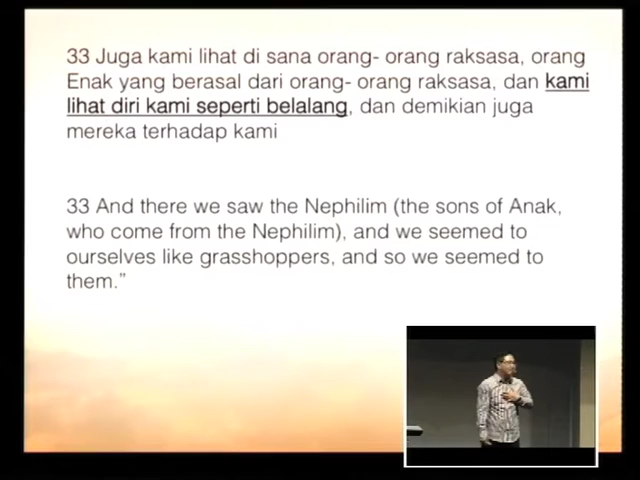 33 Juga kami lihat di sana orang- orang raksasa, orang
Enak yang berasal dari orang- orang raksasa, dan kami
lihat diri kami seperti belalang, dan demikian juga
mereka terhadap kami
33 And there we saw the Nephilim (the sons of Anak,
who come from the Nephilim), and we seemed to
ourselves like grasshoppers, and so we seemed to
them.”